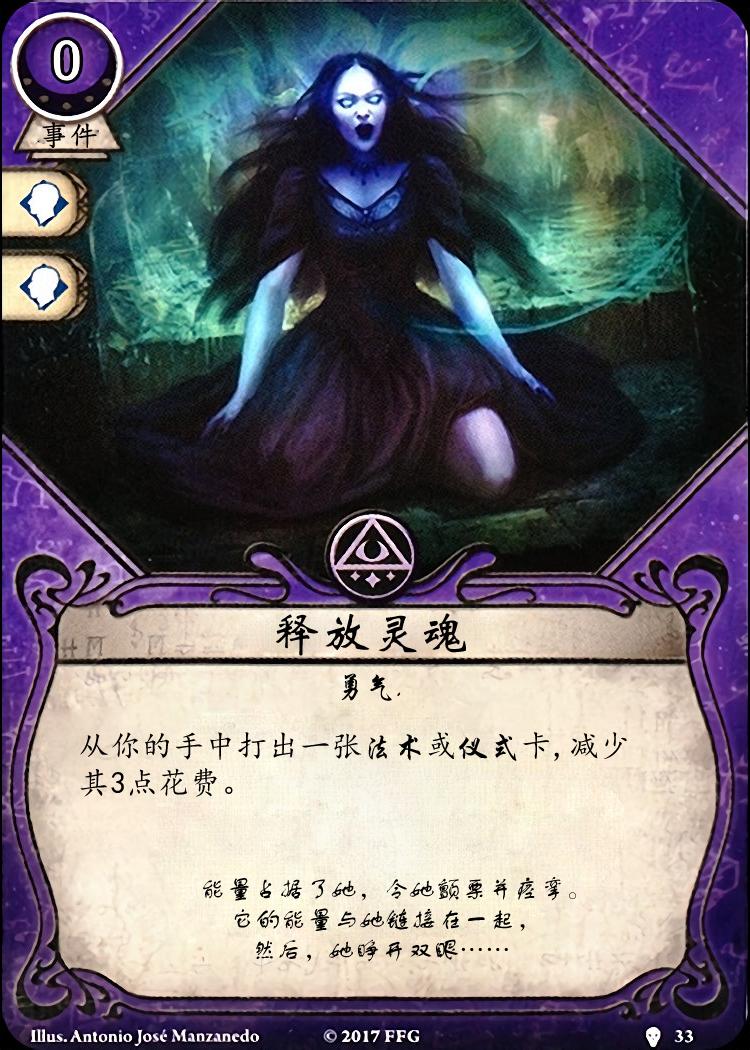 0
事件
释放灵魂
勇气.
从你的手中打出一张法术或仪式卡，减少
其3点花费。
能量占据了她，令她颤栗并痉挛。
它的能量与她链接在一起，
然后，她睁开双眼……
Illus. Antonio José Manzanedo © 2017 FFG 33